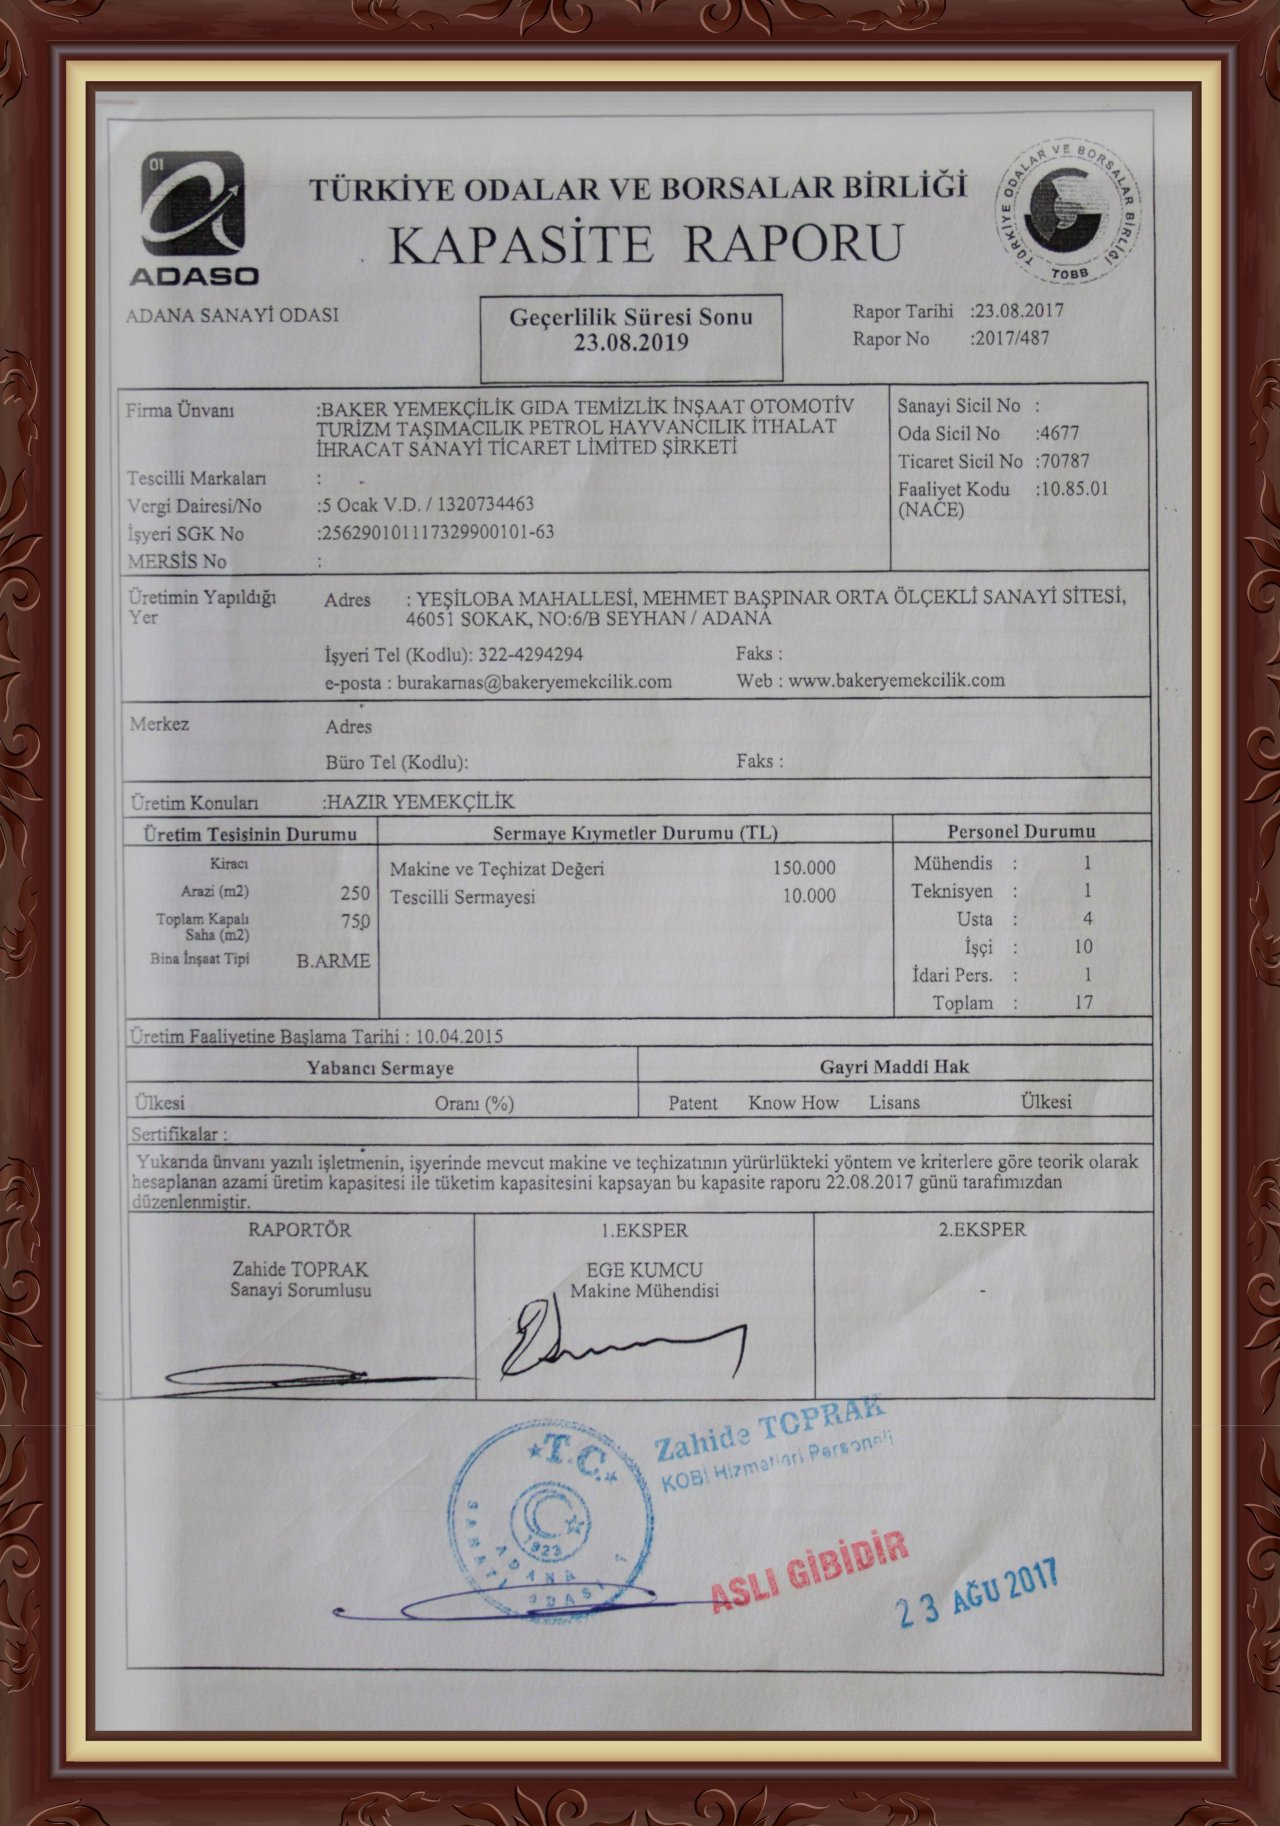 01
ADASO
ADANA SANAYİ ODASI
TÜRKİYE ODALAR VE BORSALAR BİRLİĞİ
KAPASİTE RAPORU
TÜRKİYE ODALAR VE BORSALAR BİRLİĞİ
TOBB
Geçerlilik Süresi Sonu
23.08.2019
Rapor Tarihi :23.08.2017
Rapor No :2017/487
Firma Ünvanı :BAKER YEMEKÇİLİK GIDA TEMİZLİK İNŞAAT OTOMOTİV
TURİZM TAŞIMACILIK PETROL HAYVANCILIK İTHALAT
İHRACAT SANAYİ TİCARET LİMİTED ŞİRKETİ
Tescilli Markaları : -
Vergi Dairesi/No :5 Ocak V.D. / 1320734463
İşyeri SGK No :256290101117329900101-63
MERSİS No :
Sanayi Sicil No :
Oda Sicil No :4677
Ticaret Sicil No :70787
Faaliyet Kodu :10.85.01
(NACE)
Üretimin Yapıldığı Adres : YEŞİLOBA MAHALLESİ, MEHMET BAŞPINAR ORTA ÖLÇEKLİ SANAYİ SİTESİ,
Yer 46051 SOKAK, NO:6/B SEYHAN / ADANA
İşyeri Tel (Kodlu): 322-4294294 Faks :
e-posta : burakarnas@bakeryemekcilik.com Web : www.bakeryemekcilik.com
Merkez Adres
Büro Tel (Kodlu): Faks :
Üretim Konuları :HAZIR YEMEKÇİLİK
Üretim Tesisinin Durumu Sermaye Kıymetler Durumu (TL) Personel Durumu
Kiracı
Arazi (m2) 250
Toplam Kapalı 750
Saha (m2)
Bina İnşaat Tipi B.ARME
Makine ve Teçhizat Değeri 150.000
Tescilli Sermayesi 10.000
Mühendis : 1
Teknisyen : 1
Usta : 4
İşçi : 10
İdari Pers. : 1
Toplam : 17
Üretim Faaliyetine Başlama Tarihi : 10.04.2015
Yabancı Sermaye Gayri Maddi Hak
Ülkesi Oranı (%) Patent Know How Lisans Ülkesi
Sertifikalar :
Yukarıda ünvanı yazılı işletmenin, işyerinde mevcut makine ve teçhizatının yürürlükteki yöntem ve kriterlere göre teorik olarak
hesaplanan azami üretim kapasitesi ile tüketim kapasitesini kapsayan bu kapasite raporu 22.08.2017 günü tarafımızdan
düzenlenmiştir.
RAPORTÖR 1.EKSPER 2.EKSPER
Zahide TOPRAK EGE KUMCU
Sanayi Sorumlusu Makine Mühendisi -
Zahide TOPRAK
KOBİ Hizmetleri Personeli
T.C.
1923
ADANA
SANAYİ ODASI
ASLI GİBİDİR
23 AĞU 2017